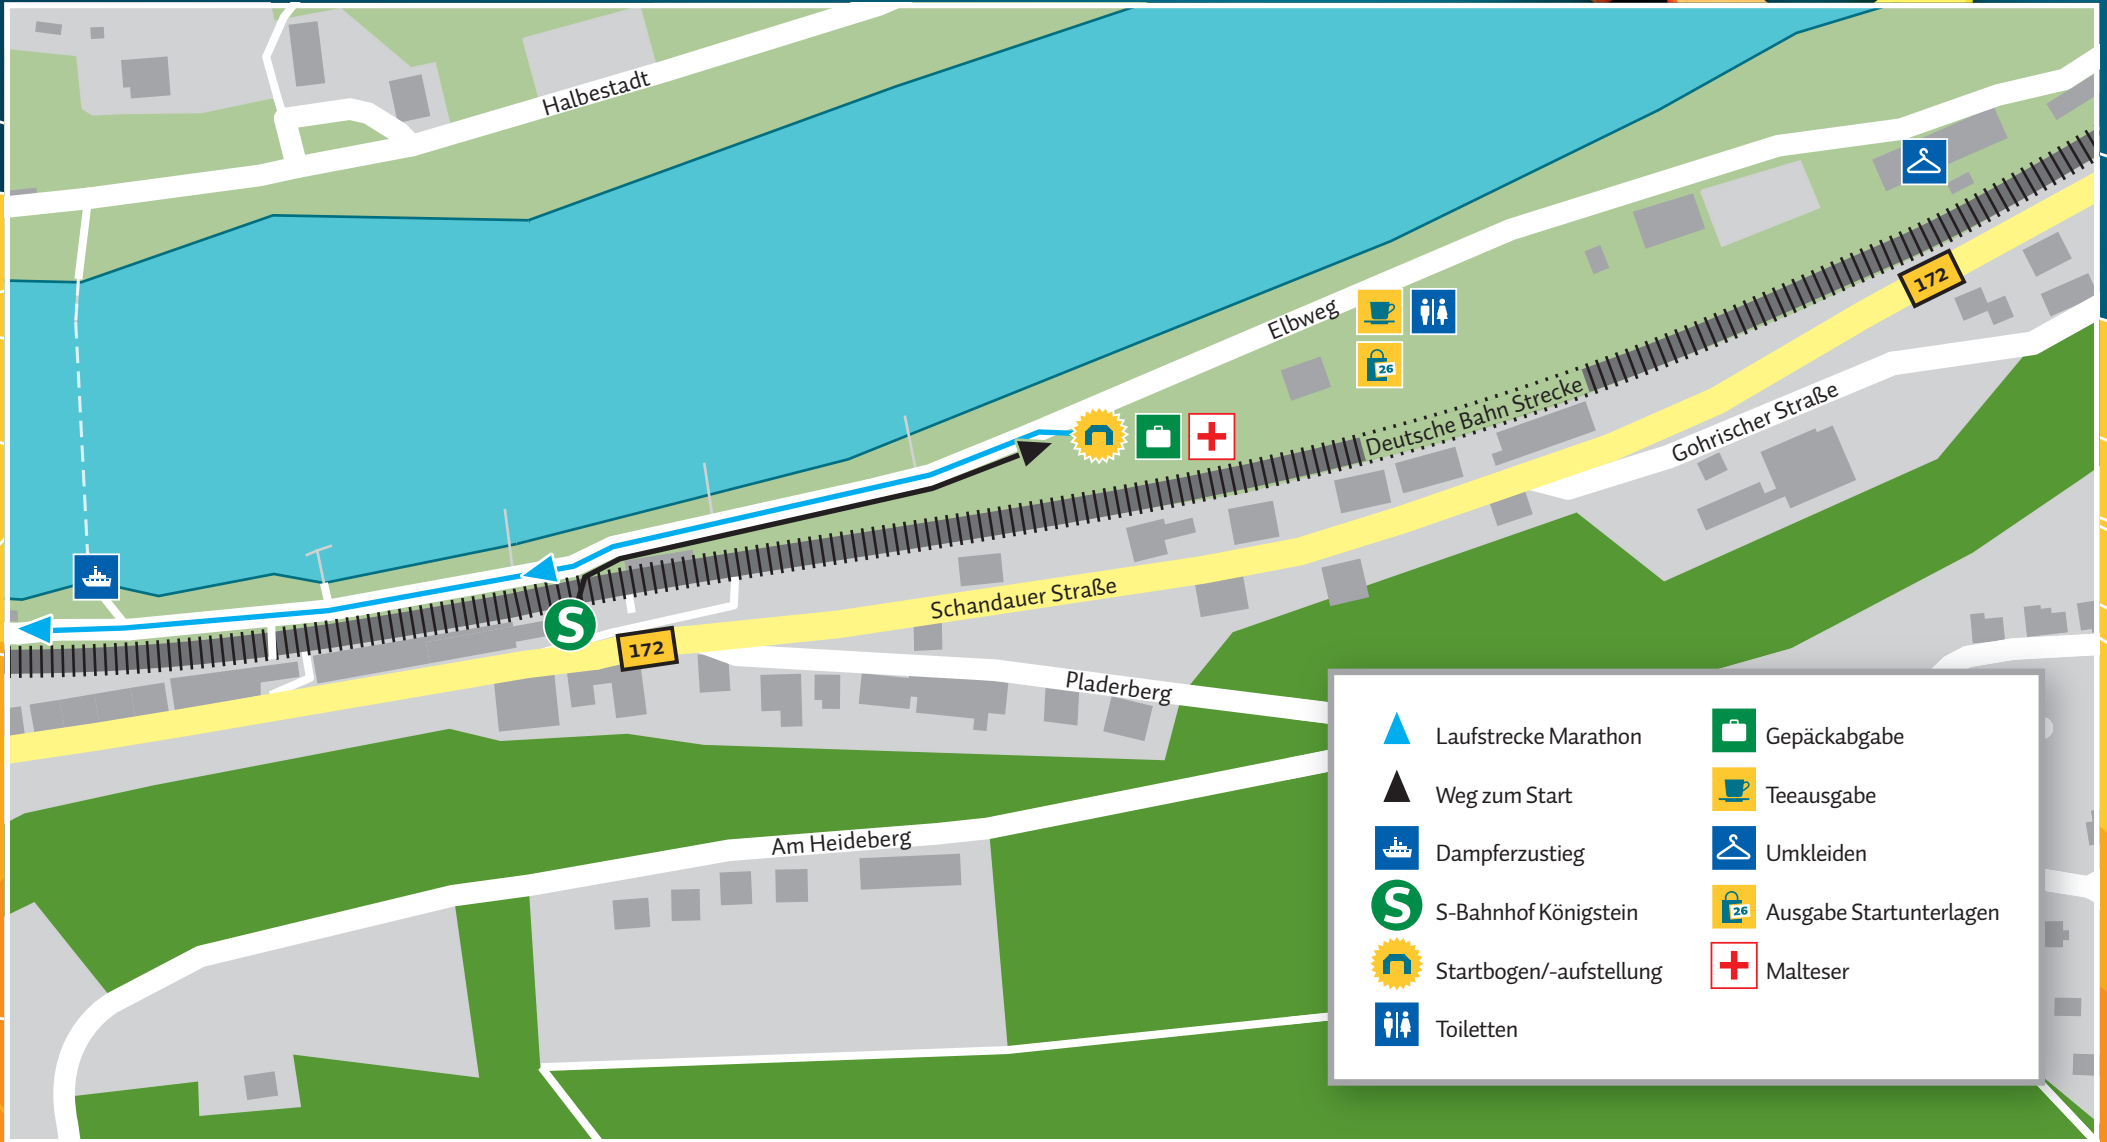 Halbestadt
Elbweg
172
26
Deutsche Bahn Strecke
Gohrischer Straße
Schandauer Straße
S
172
Pladerberg
Am Heideberg
Laufstrecke Marathon
Weg zum Start
Dampferzustieg
S S-Bahnhof Königstein
Startbogen/-aufstellung
Toiletten
Gepäckabgabe
Teeausgabe
Umkleiden
26 Ausgabe Startunterlagen
Malteser